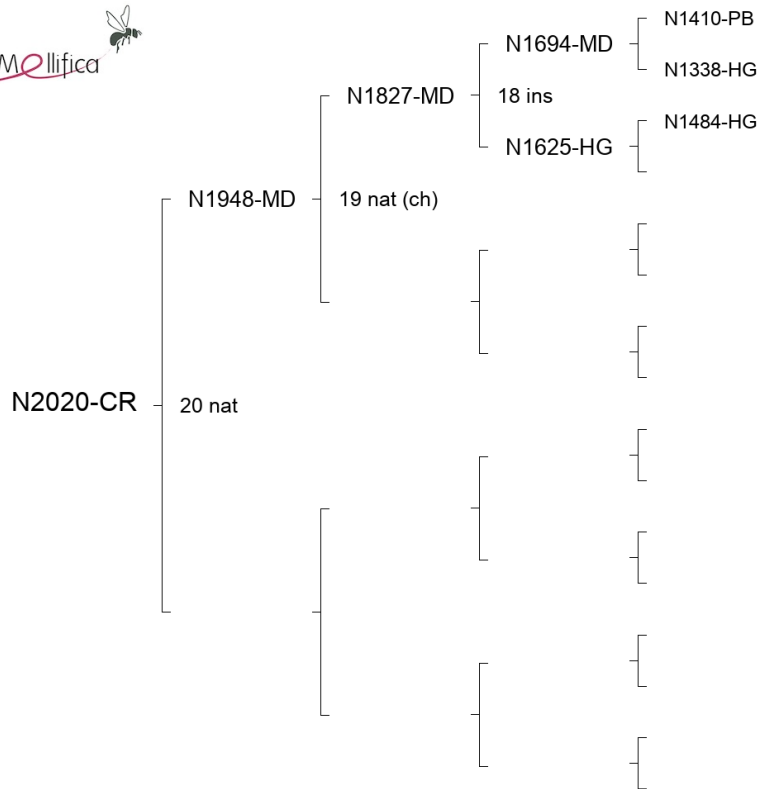 Mellifica
N1410-PB
N1694-MD
N1338-HG
N1827-MD
18 ins
N1484-HG
N1625-HG
N1948-MD
19 nat (ch)
N2020-CR
20 nat